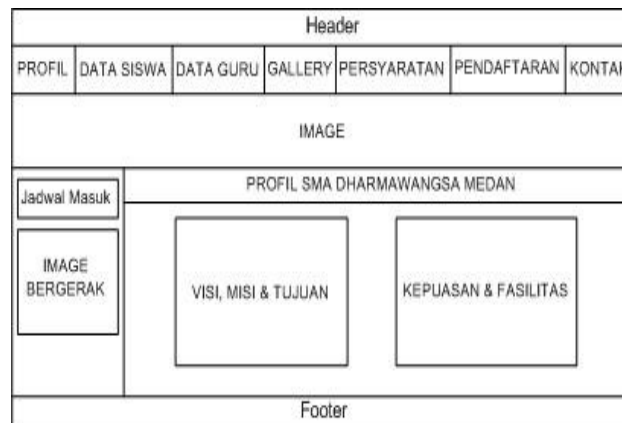 Header
PROFIL DATA SISWA DATA GURU GALLERY PERSYARATAN PENDAFTARAN KONTAK
IMAGE
Jadwal Masuk
IMAGE
BERGERAK
PROFIL SMA DHARMAWANGSA MEDAN
VISI, MISI & TUJUAN
KEPUASAN & FASILITAS
Footer